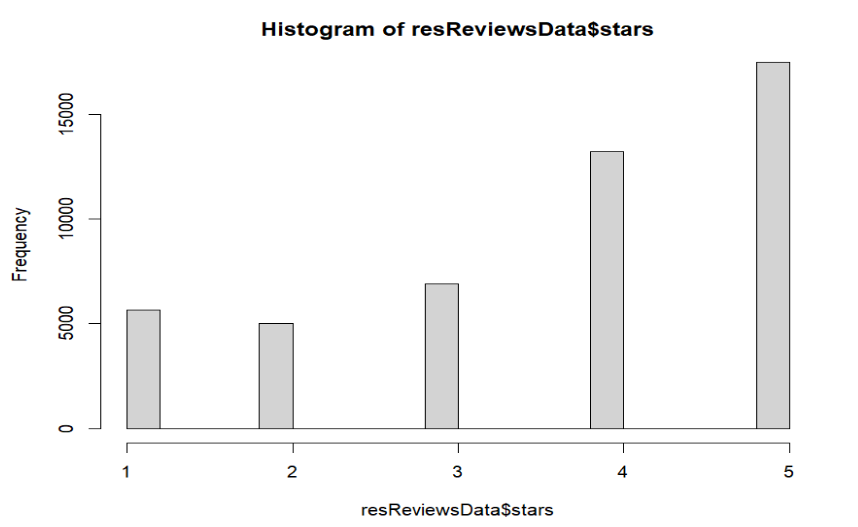 Histogram of resReviewsData$stars
Frequency
15000
10000
5000
0
1 2 3 4 5
resReviewsData$stars